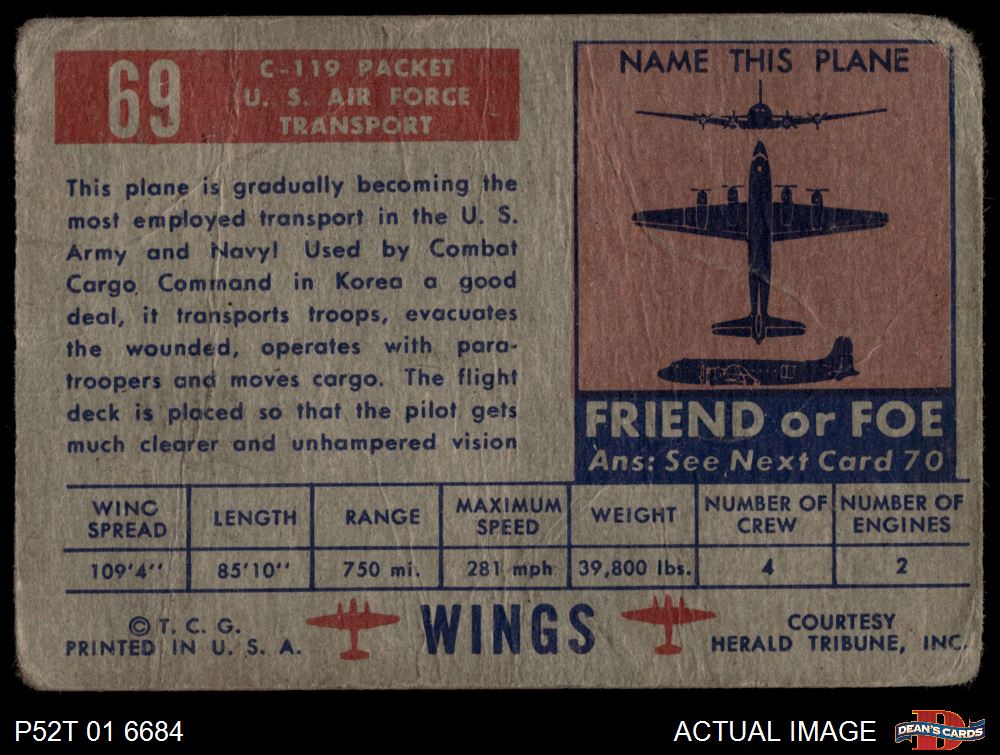 69
C-119 PACKET
U. S. AIR FORCE
TRANSPORT
This plane is gradually becoming the
most employed transport in the U. S.
Army and Navy! Used by Combat
Cargo Command in Korea a good
deal, it transports troops, evacuates
the wounded, operates with para-
troopers and moves cargo. The flight
deck is placed so that the pilot gets
much clearer and unhampered vision
NAME THIS PLANE
FRIEND or FOE
Ans: See Next Card 70
WING SPREAD
LENGTH
RANGE
MAXIMUM SPEED
WEIGHT
NUMBER OF CREW
NUMBER OF ENGINES
109'4''
85'10''
750 mi.
281 mph
39,800 lbs.
4
2
© T. C. G.
PRINTED IN U. S. A.
WINGS
COURTESY
HERALD TRIBUNE, INC.
P52T 01 6684
ACTUAL IMAGE
D
DEAN'S CARDS